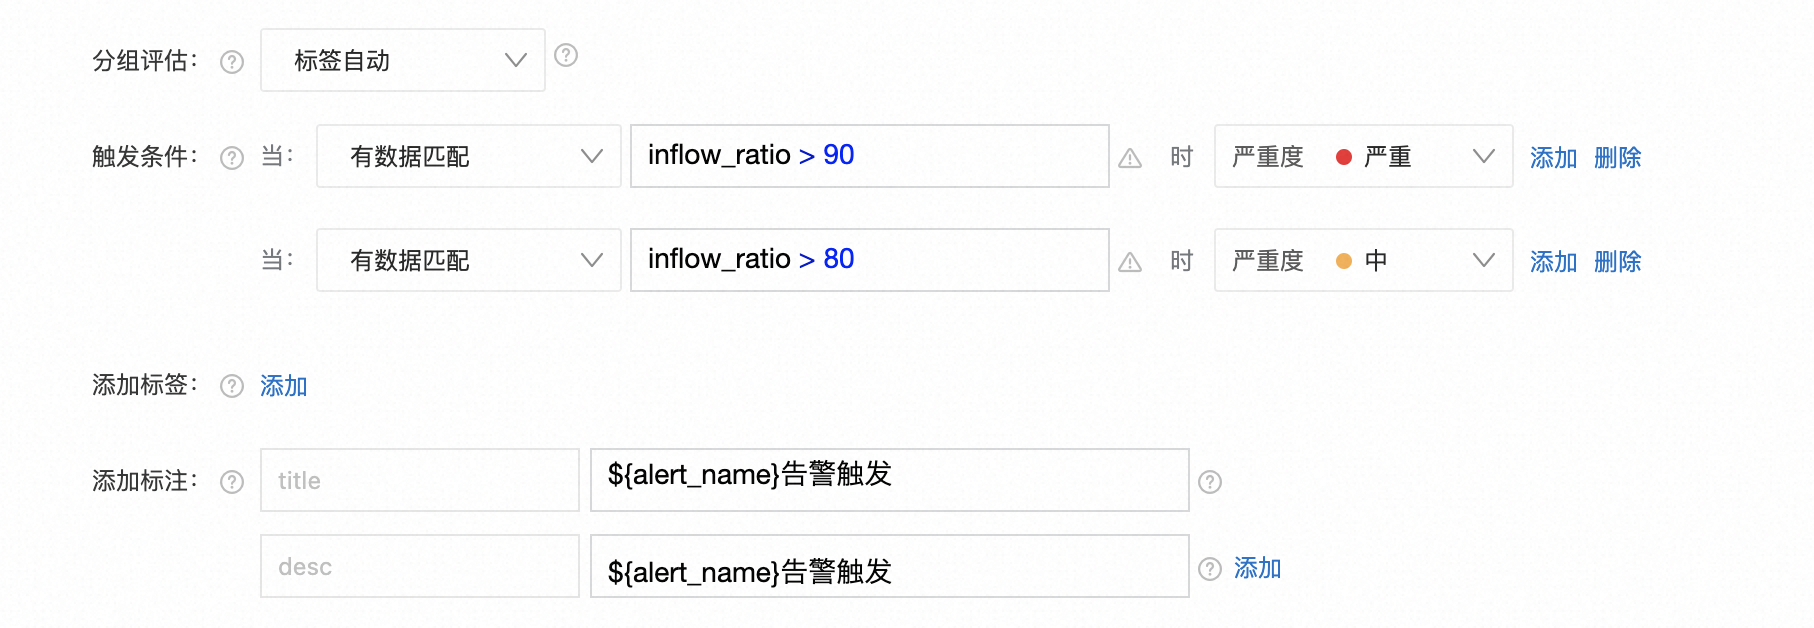 分组评估： 标签自动
触发条件： 当： 有数据匹配 inflow_ratio > 90 时 严重度 严重 添加 删除
当： 有数据匹配 inflow_ratio > 80 时 严重度 中 添加 删除
添加标签： 添加
添加标注： title ${alert_name}告警触发
desc ${alert_name}告警触发 添加